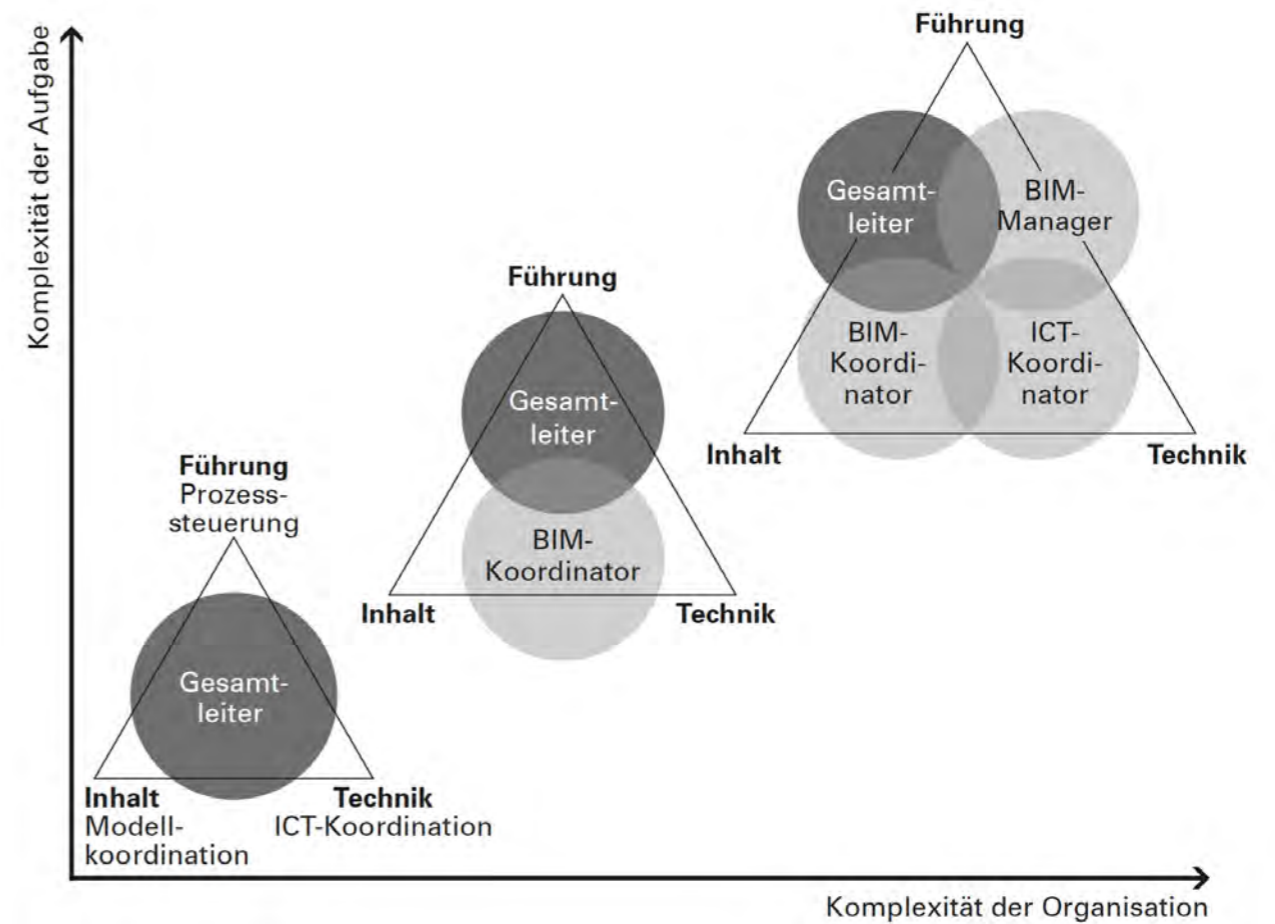 Komplexität der Aufgabe
Führung
Gesamt-
leiter
BIM-
Manager
BIM-
Koordi-
nator
ICT-
Koordi-
nator
Inhalt
Technik
Führung
Gesamt-
leiter
BIM-
Koordinator
Inhalt
Technik
Führung
Prozess-
steuerung
Gesamt-
leiter
Inhalt
Modell-
koordination
Technik
ICT-Koordination
Komplexität der Organisation